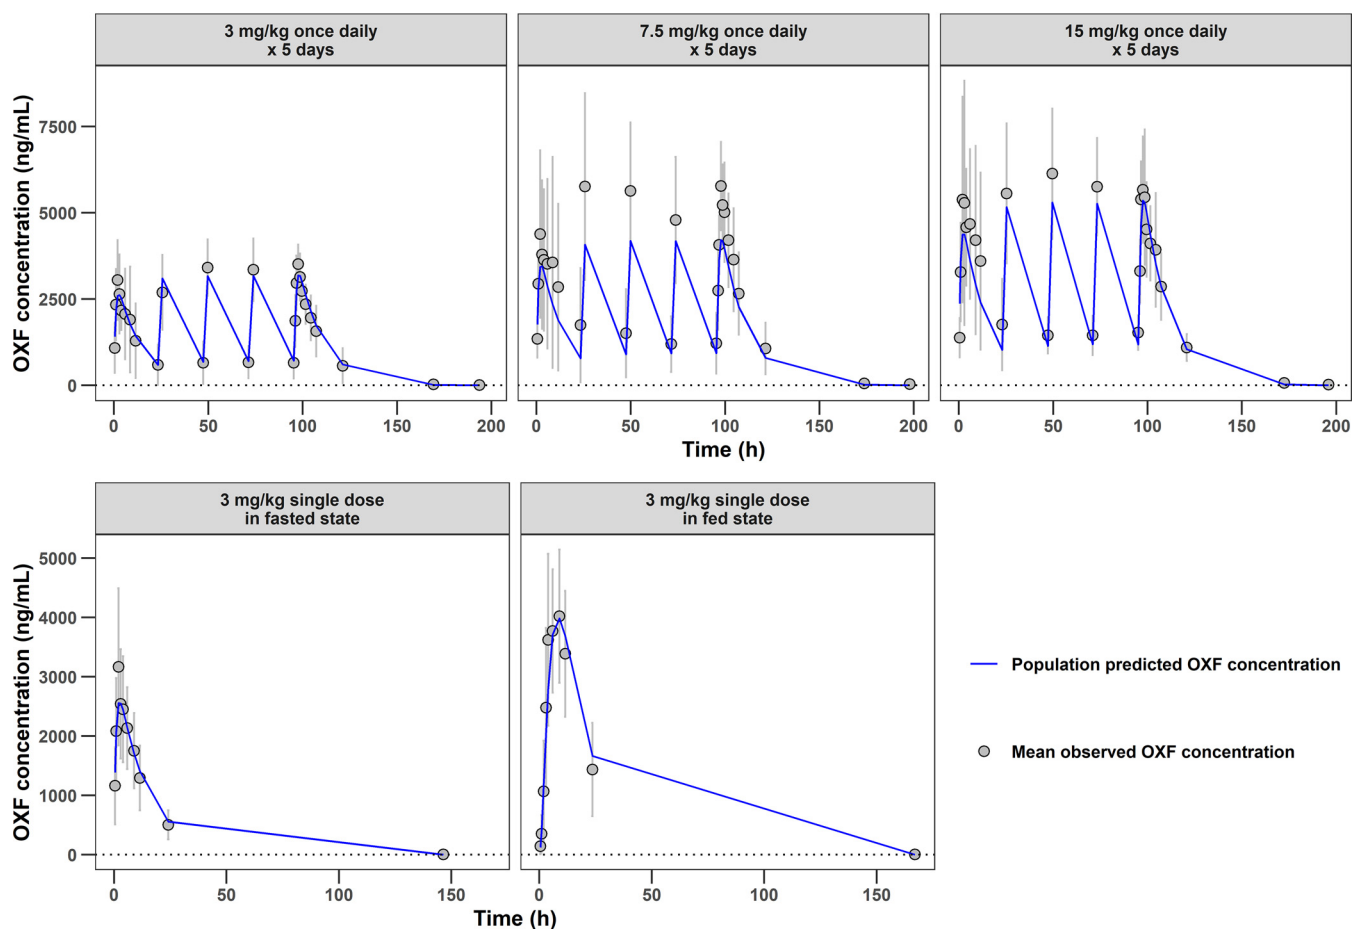 3 mg/kg once daily
x 5 days
7.5 mg/kg once daily
x 5 days
15 mg/kg once daily
x 5 days
OXF concentration (ng/mL)
7500
5000
2500
0
0 50 100 150 200
0 50 100 150 200
0 50 100 150 200
Time (h)
3 mg/kg single dose
in fasted state
3 mg/kg single dose
in fed state
OXF concentration (ng/mL)
5000
4000
3000
2000
1000
0
0 50 100 150
0 50 100 150
Time (h)
Population predicted OXF concentration
Mean observed OXF concentration